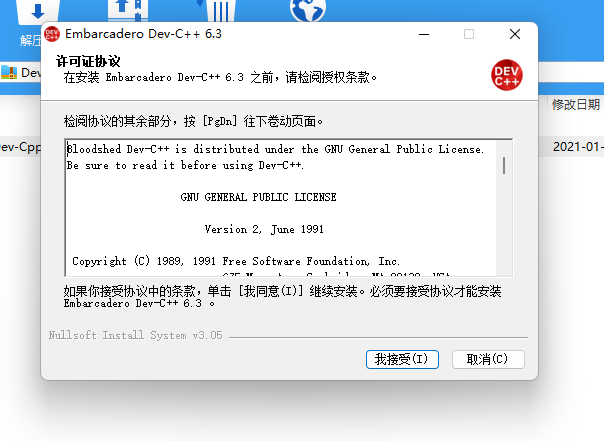 解压
Embarcadero Dev-C++ 6.3
许可证协议
在安装 Embarcadero Dev-C++ 6.3 之前，请检阅授权条款。
DEV C++
Dev
修改日期
检阅协议的其余部分，按 [PgDn] 往下卷动页面。
Dev-Cpp
2021-01-
Bloodshed Dev-C++ is distributed under the GNU General Public License.
Be sure to read it before using Dev-C++.
GNU GENERAL PUBLIC LICENSE
Version 2, June 1991
Copyright (C) 1989, 1991 Free Software Foundation, Inc.
如果你接受协议中的条款，单击 [我同意(I)] 继续安装。必须要接受协议才能安装
Embarcadero Dev-C++ 6.3 。
Nullsoft Install System v3.05
我接受(I)
取消(C)